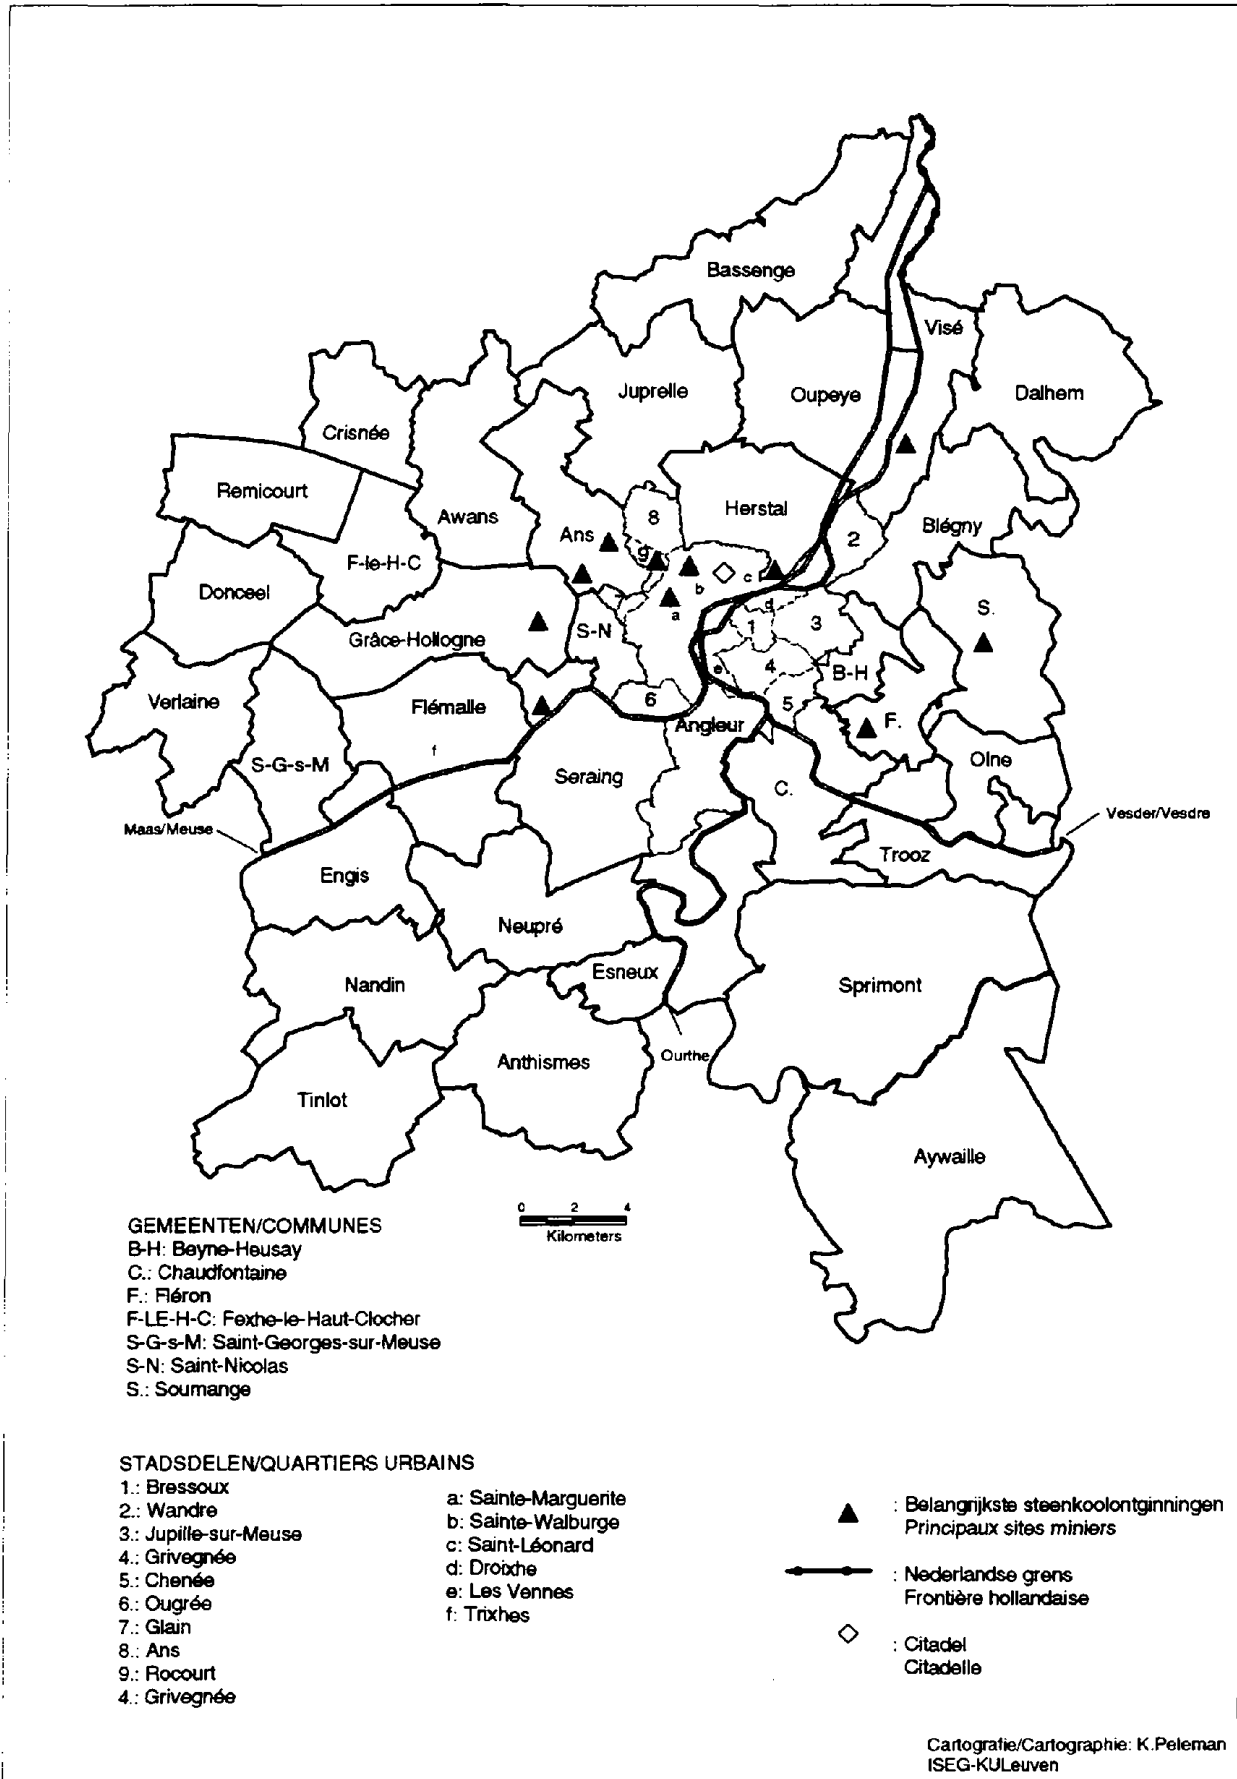 Bassenge
Visé
Juprelle
Oupeye
Dalhem
Crisnée
Remicourt
Awans
Herstal
8
Ans
2
Blégny
9
F-le-H-C
Donceel
b
c
7
a
d
S.
Grâce-Hollogne
S-N
1
3
e
4
B-H
Verlaine
Flémalle
6
5
F.
Angleur
f
S-G-s-M
Seraing
Olne
C.
Maas/Meuse
Vesder/Vesdre
Trooz
Engis
Neupré
Esneux
Nandin
Sprimont
Ourthe
Anthismes
Tinlot
Aywaille
0 2 4
Kilometers
GEMEENTEN/COMMUNES
B-H: Beyne-Heusay
C.: Chaudfontaine
F.: Fléron
F-LE-H-C: Fexhe-le-Haut-Clocher
S-G-s-M: Saint-Georges-sur-Meuse
S-N: Saint-Nicolas
S.: Soumange
STADSDELEN/QUARTIERS URBAINS
1.: Bressoux
2.: Wandre
3.: Jupille-sur-Meuse
4.: Grivegnée
5.: Chenée
6.: Ougrée
7.: Glain
8.: Ans
9.: Rocourt
4.: Grivegnée
a: Sainte-Marguerite
b: Sainte-Walburge
c: Saint-Léonard
d: Droixhe
e: Les Vennes
f: Trixhes
: Belangrijkste steenkoolontginningen
Principaux sites miniers
: Nederlandse grens
Frontière hollandaise
: Citadel
Citadelle
Cartografie/Cartographie: K.Peleman
ISEG-KULeuven